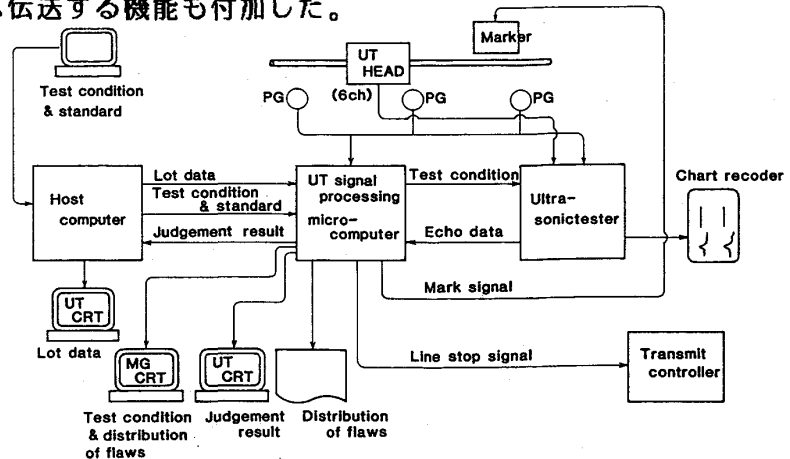 伝送する機能も付加した。
Marker
UT
HEAD
(6ch)
PG
PG
PG
Test condition
& standard
Host
computer
Lot data
Test condition
& standard
Judgement result
UT signal
processing
micro-
computer
Test condition
Echo data
Ultra-
sonictester
Chart recoder
Mark signal
Line stop signal
Transmit
controller
UT
CRT
Lot data
MG
CRT
Test condition
& distribution
of flaws
UT
CRT
Judgement
result
Distribution
of flaws